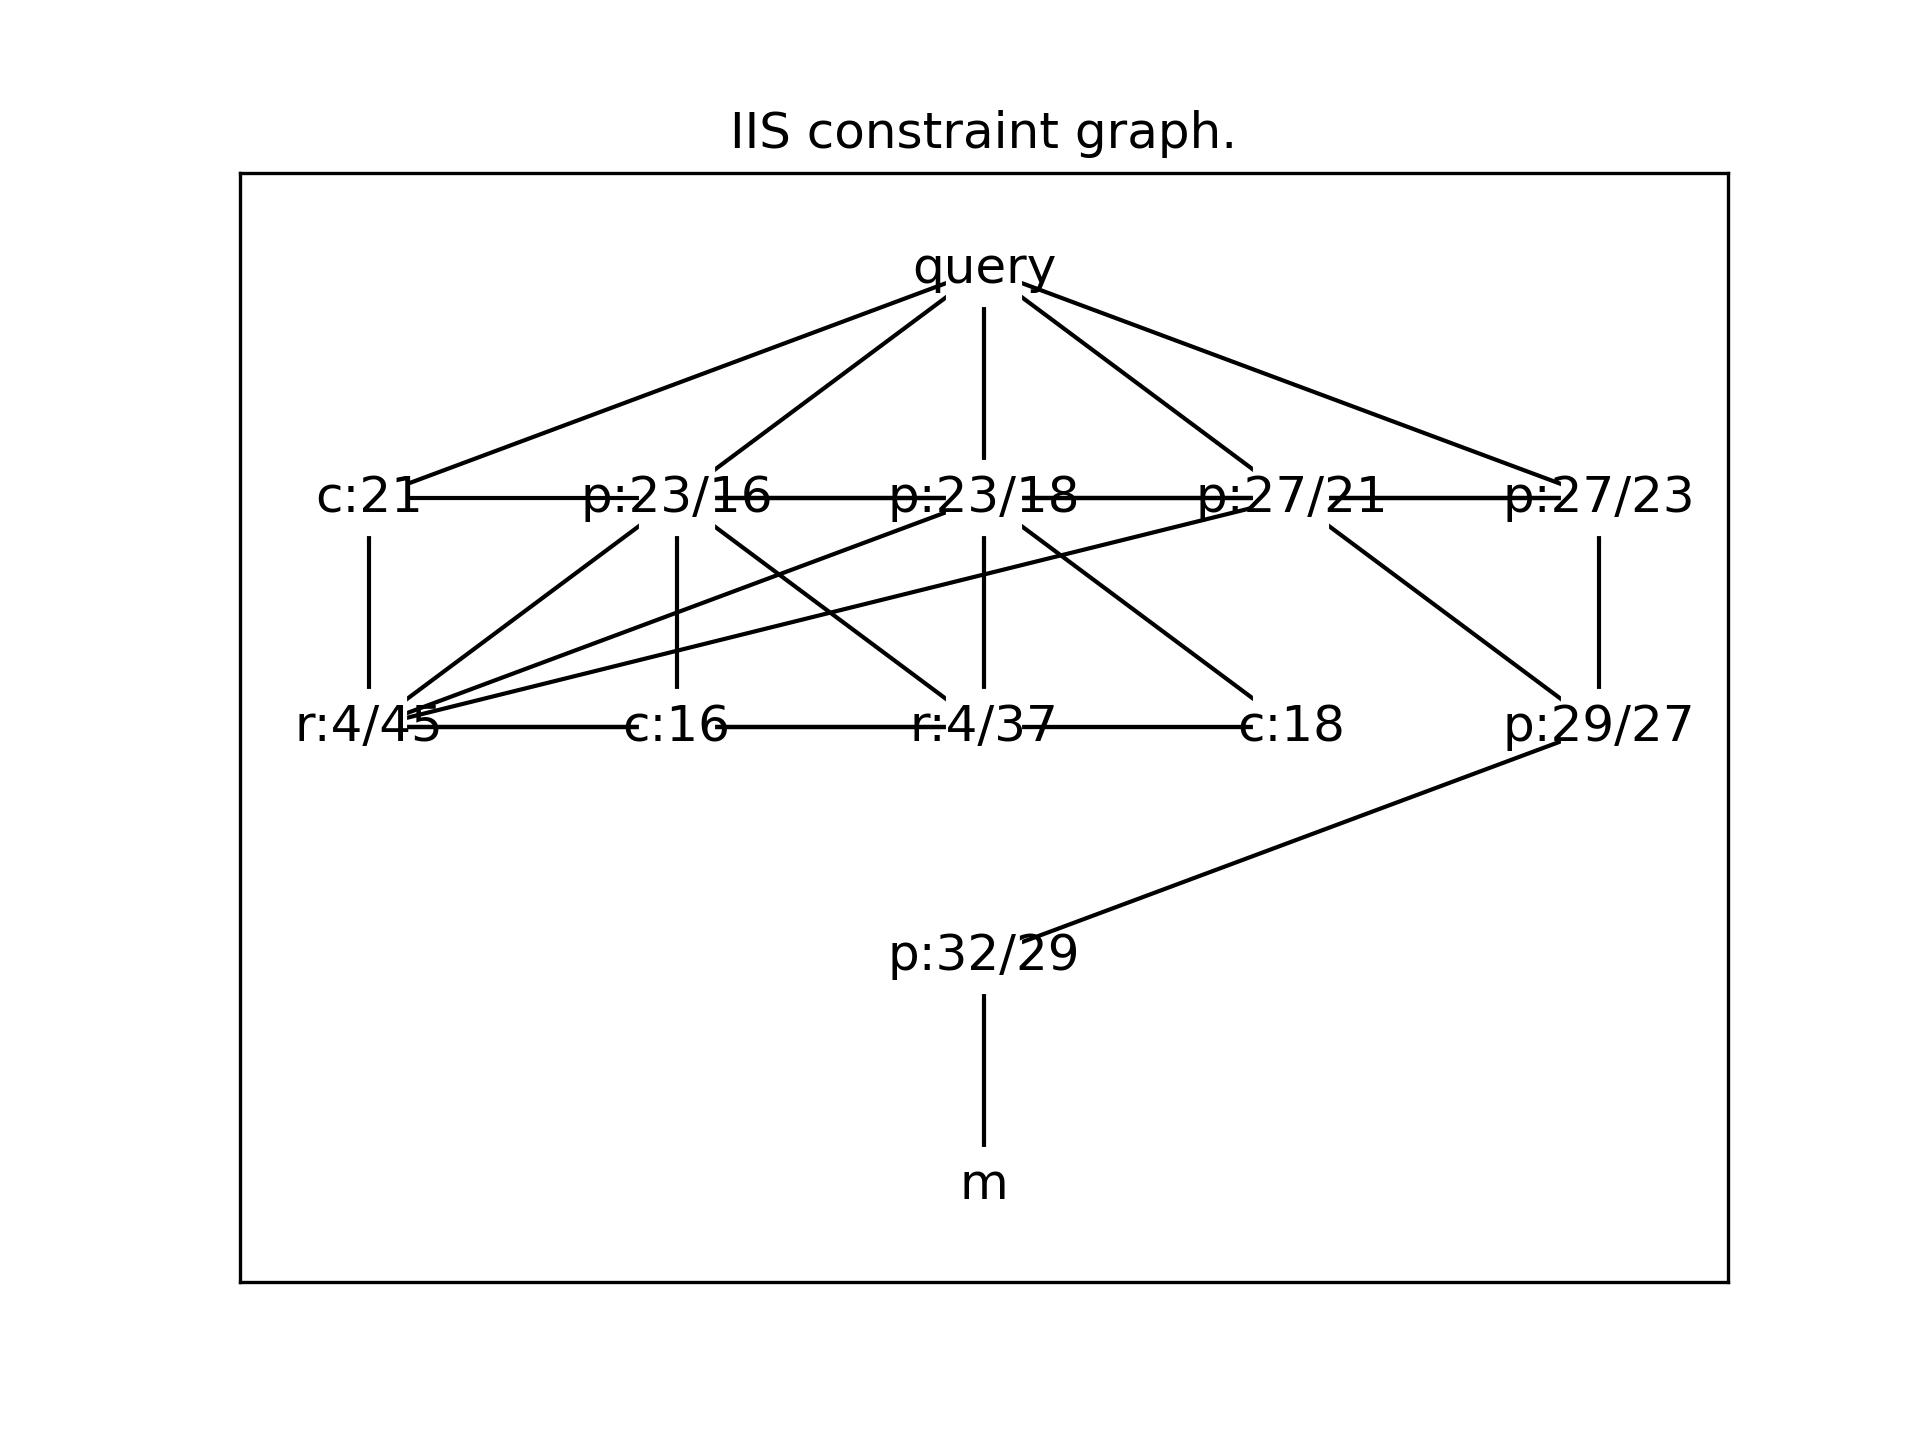 IIS constraint graph.
query
c:21 p:23/16 p:23/18 p:27/21 p:27/23
r:4/45 c:16 r:4/37 c:18 p:29/27
p:32/29
m